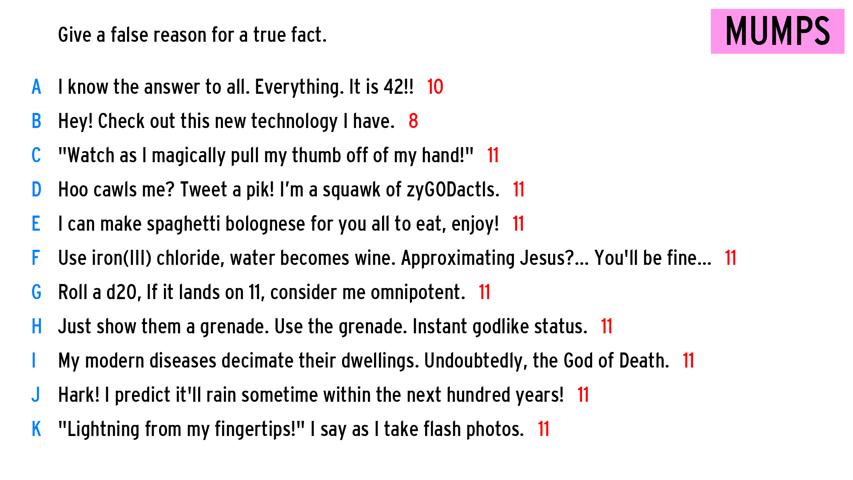 Give a false reason for a true fact.
MUMPS
A I know the answer to all. Everything. It is 42!! 10
B Hey! Check out this new technology I have. 8
C "Watch as I magically pull my thumb off of my hand!" 11
D Hoo cawls me? Tweet a pik! I'm a squawk of zyGODactls. 11
E I can make spaghetti bolognese for you all to eat, enjoy! 11
F Use iron(III) chloride, water becomes wine. Approximating Jesus?... You'll be fine... 11
G Roll a d20, If it lands on 11, consider me omnipotent. 11
H Just show them a grenade. Use the grenade. Instant godlike status. 11
I My modern diseases decimate their dwellings. Undoubtedly, the God of Death. 11
J Hark! I predict it'll rain sometime within the next hundred years! 11
K "Lightning from my fingertips!" I say as I take flash photos. 11